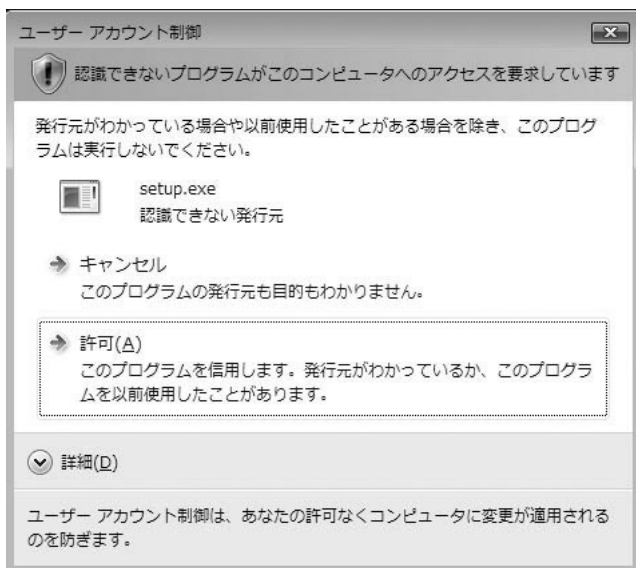 ユーザー アカウント制御
認識できないプログラムがこのコンピュータへのアクセスを要求しています
発行元がわかっている場合や以前使用したことがある場合を除き、このプログ
ラムは実行しないでください。
setup.exe
認識できない発行元
キャンセル
このプログラムの発行元も目的もわかりません。
許可(A)
このプログラムを信用します。発行元がわかっているか、このプログラ
ムを以前使用したことがあります。
詳細(D)
ユーザー アカウント制御は、あなたの許可なくコンピュータに変更が適用される
のを防ぎます。